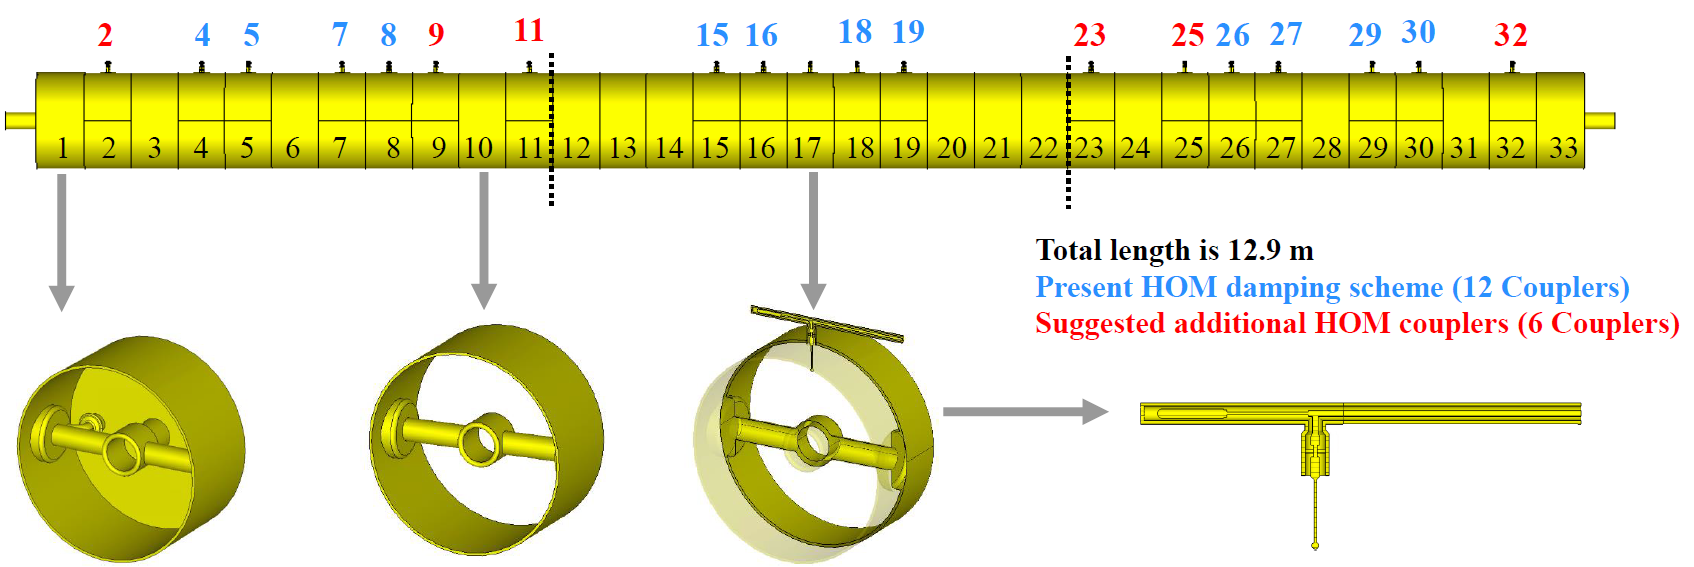 2 4 5 7 8 9 11 15 16 18 19 23 25 26 27 29 30 32
1 2 3 4 5 6 7 8 9 10 11 12 13 14 15 16 17 18 19 20 21 22 23 24 25 26 27 28 29 30 31 32 33
Total length is 12.9 m
Present HOM damping scheme (12 Couplers)
Suggested additional HOM couplers (6 Couplers)